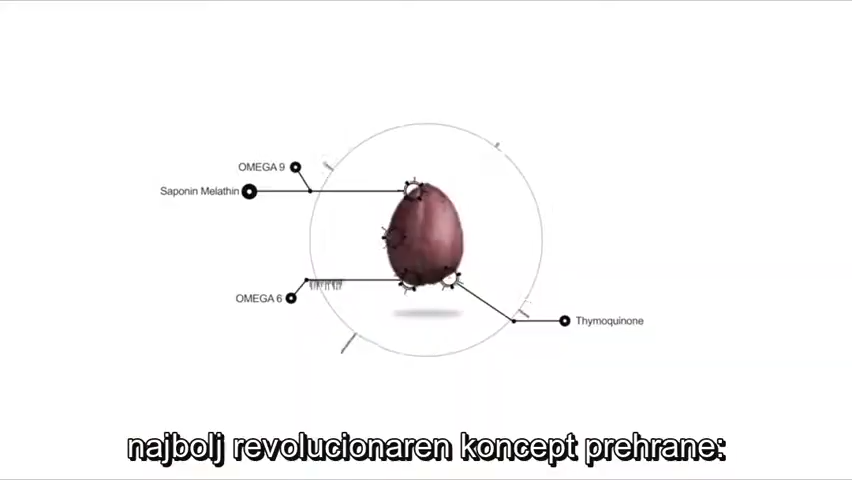 OMEGA 9
Saponin Melathin
OMEGA 6
Thymoquinone
najbolj revolucionaren koncept prehrane: